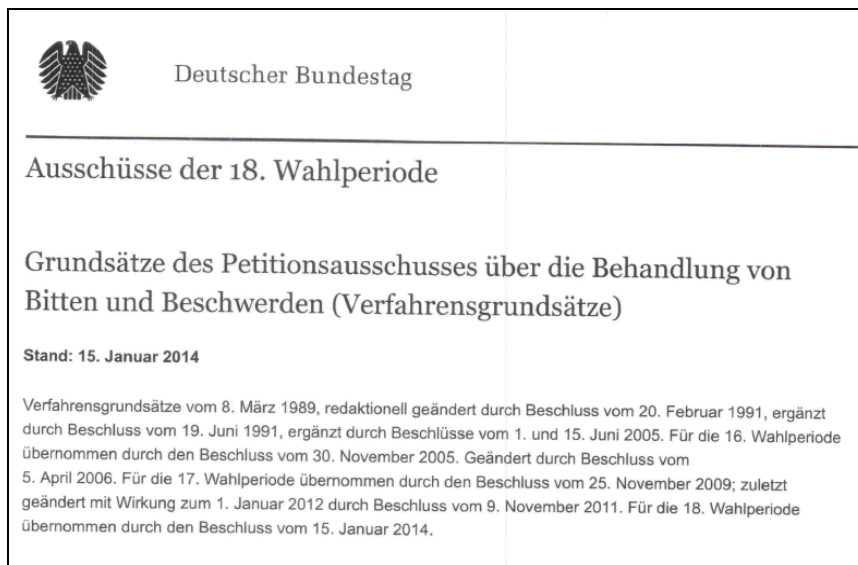 Deutscher Bundestag
Ausschüsse der 18. Wahlperiode
Grundsätze des Petitionsausschusses über die Behandlung von
Bitten und Beschwerden (Verfahrensgrundsätze)
Stand: 15. Januar 2014
Verfahrensgrundsätze vom 8. März 1989, redaktionell geändert durch Beschluss vom 20. Februar 1991, ergänzt
durch Beschluss vom 19. Juni 1991, ergänzt durch Beschlüsse vom 1. und 15. Juni 2005. Für die 16. Wahlperiode
übernommen durch den Beschluss vom 30. November 2005. Geändert durch Beschluss vom
5. April 2006. Für die 17. Wahlperiode übernommen durch den Beschluss vom 25. November 2009; zuletzt
geändert mit Wirkung zum 1. Januar 2012 durch Beschluss vom 9. November 2011. Für die 18. Wahlperiode
übernommen durch den Beschluss vom 15. Januar 2014.